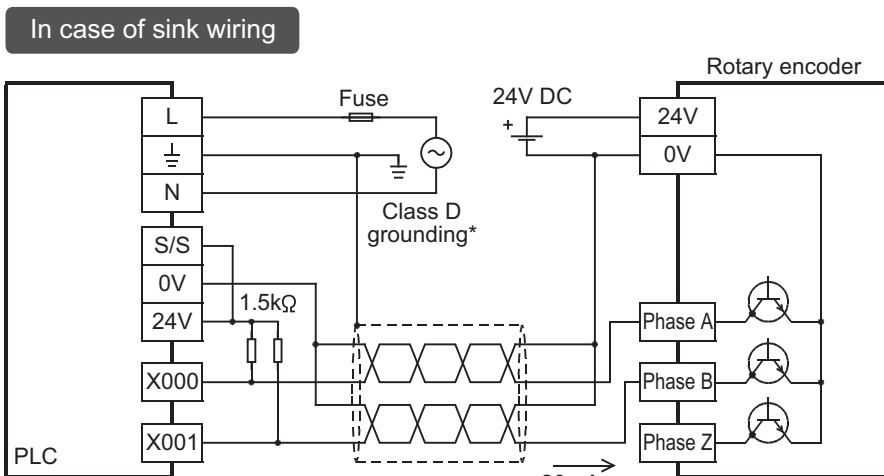 In case of sink wiring
Rotary encoder
Fuse
24V DC
+
L
24V
0V
N
Class D
grounding*
S/S
0V
1.5kΩ
24V
Phase A
X000
Phase B
X001
Phase Z
PLC